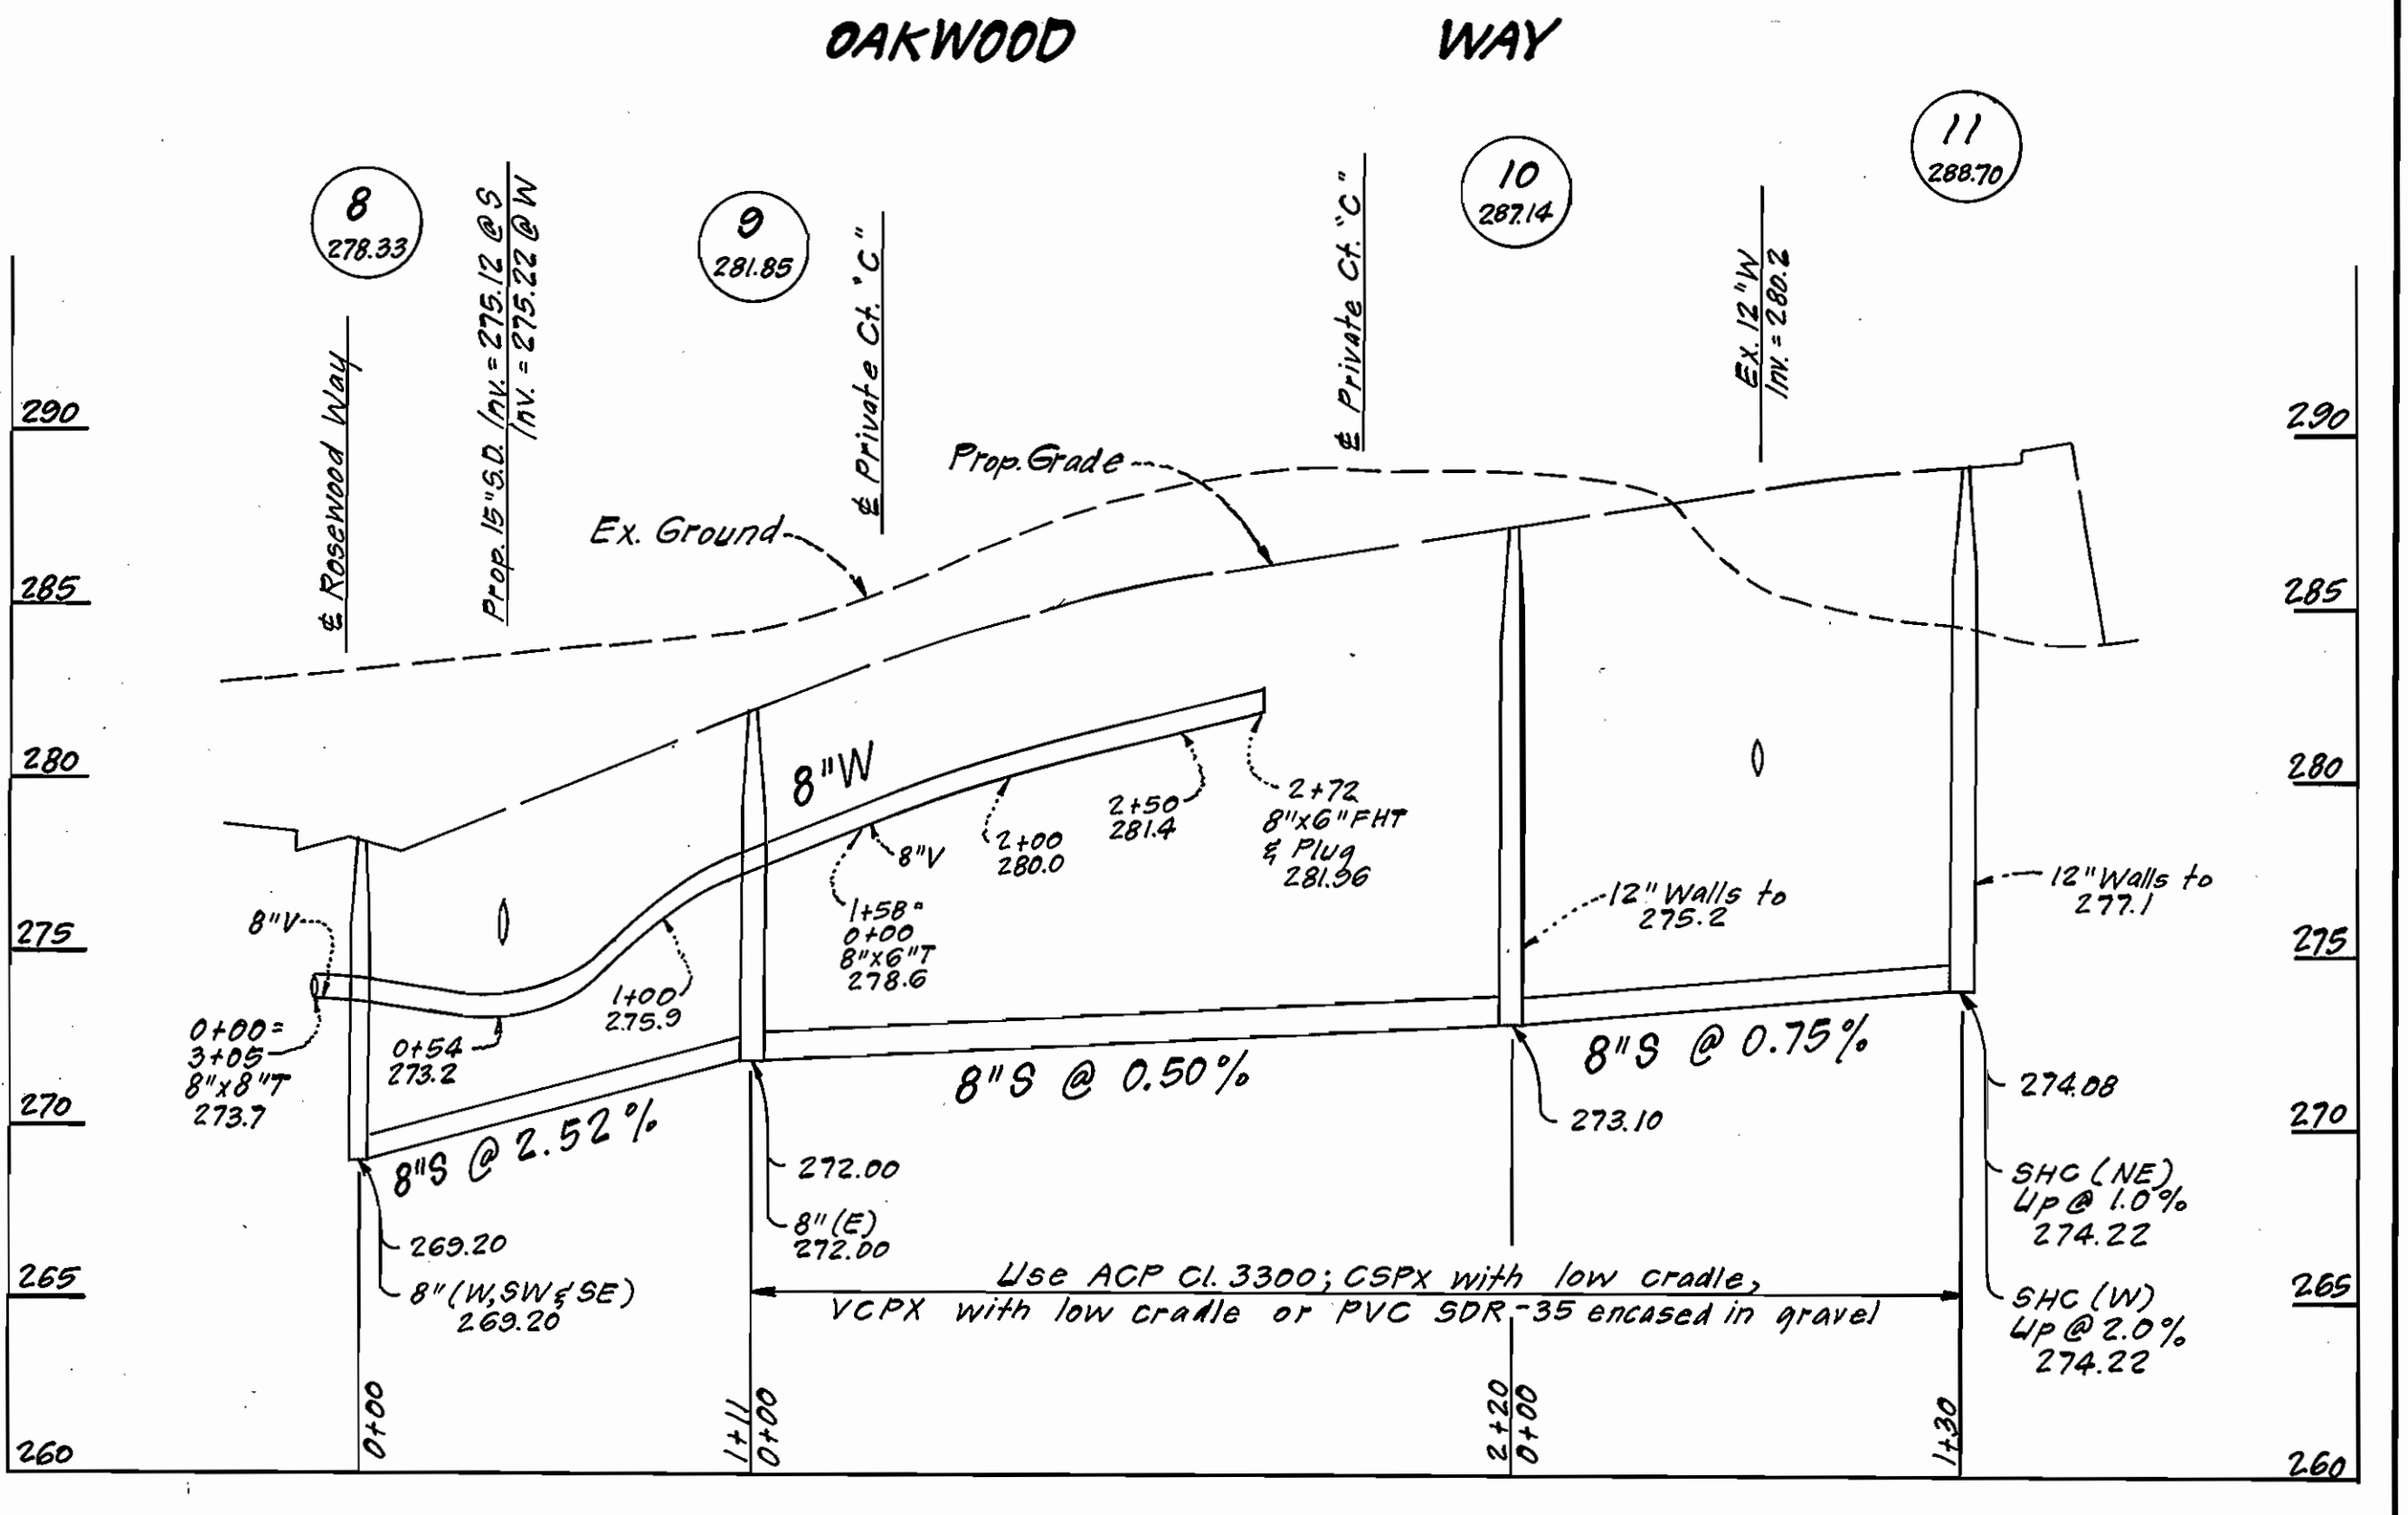 OAKWOOD WAY
8
278.33
9
281.85
10
287.14
11
288.70
℄ Rosewood Way
Prop. 15"S.D. Inv. = 275.12 @ S
Inv. = 275.22 @ W
℄ Private Ct. "C"
℄ Private Ct. "C"
Ex. 12"W
Inv. = 280.2
290
285
280
275
270
265
260
290
285
280
275
270
265
260
Ex. Ground
Prop. Grade
8"W
8"V
0+00=
3+05
8"x8"T
273.7
0+54
273.2
1+00
275.9
8"V
1+58=
0+00
8"x6"T
278.6
2+00
280.0
2+50
281.4
2+72
8"x6"FHT
& Plug
281.96
12" Walls to
275.2
12" Walls to
277.1
8"S @ 2.52%
8"S @ 0.50%
8"S @ 0.75%
269.20
8"(W,SW & SE)
269.20
272.00
8"(E)
272.00
273.10
274.08
SHC (NE)
Up @ 1.0%
274.22
SHC (W)
Up @ 2.0%
274.22
Use ACP Cl. 3300; CSPX with low cradle,
VCPX with low cradle or PVC SDR-35 encased in gravel
0+00
1+11
0+00
2+20
0+00
1+30